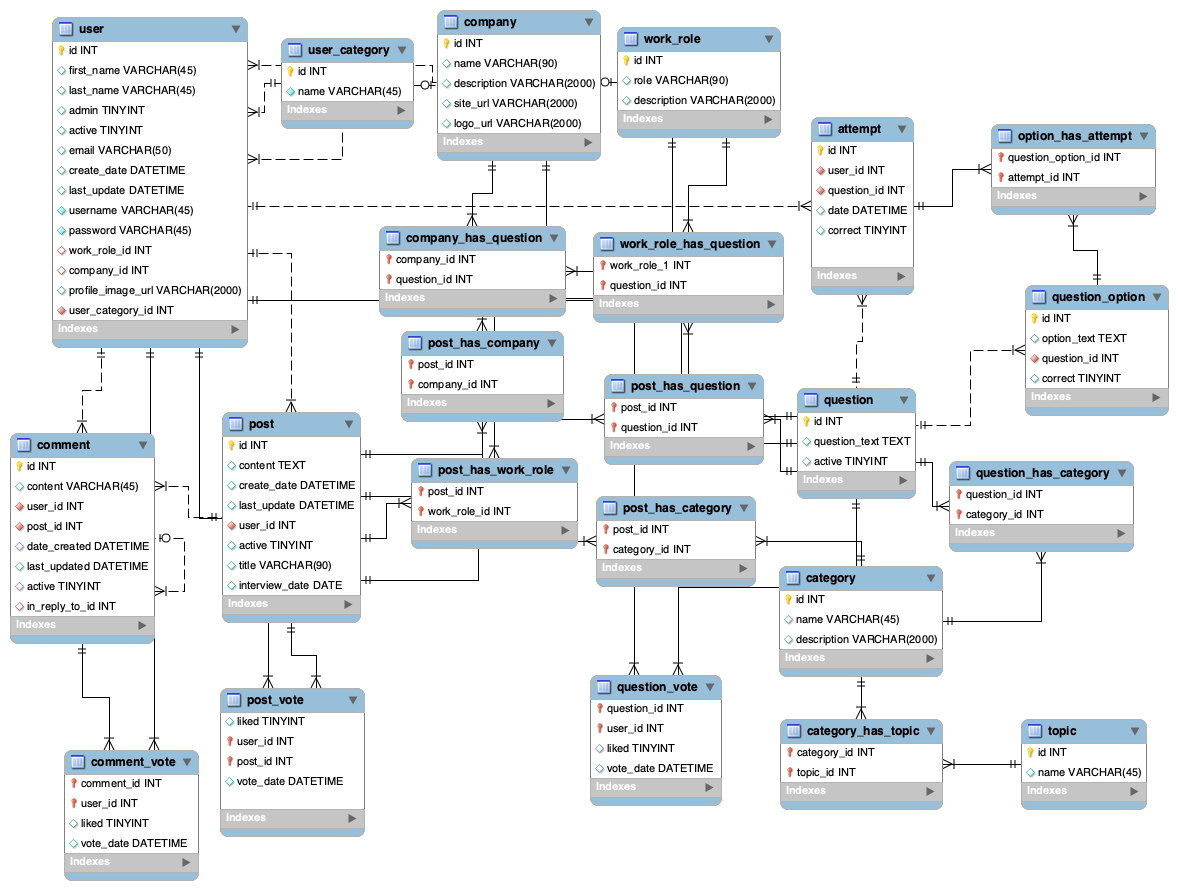 user
id INT
first_name VARCHAR(45)
last_name VARCHAR(45)
admin TINYINT
active TINYINT
email VARCHAR(50)
create_date DATETIME
last_update DATETIME
username VARCHAR(45)
password VARCHAR(45)
work_role_id INT
company_id INT
profile_image_url VARCHAR(2000)
user_category_id INT
Indexes
user_category
id INT
name VARCHAR(45)
Indexes
company
id INT
name VARCHAR(90)
description VARCHAR(2000)
site_url VARCHAR(2000)
logo_url VARCHAR(2000)
Indexes
work_role
id INT
role VARCHAR(90)
description VARCHAR(2000)
Indexes
attempt
id INT
user_id INT
question_id INT
date DATETIME
correct TINYINT
Indexes
option_has_attempt
question_option_id INT
attempt_id INT
Indexes
company_has_question
company_id INT
question_id INT
Indexes
work_role_has_question
work_role_1 INT
question_id INT
Indexes
question_option
id INT
option_text TEXT
question_id INT
correct TINYINT
Indexes
post_has_company
post_id INT
company_id INT
Indexes
post_has_question
post_id INT
question_id INT
Indexes
question
id INT
question_text TEXT
active TINYINT
Indexes
comment
id INT
content VARCHAR(45)
user_id INT
post_id INT
date_created DATETIME
last_updated DATETIME
active TINYINT
in_reply_to_id INT
Indexes
post
id INT
content TEXT
create_date DATETIME
last_update DATETIME
user_id INT
active TINYINT
title VARCHAR(90)
interview_date DATE
Indexes
post_has_work_role
post_id INT
work_role_id INT
Indexes
post_has_category
post_id INT
category_id INT
Indexes
question_has_category
question_id INT
category_id INT
Indexes
category
id INT
name VARCHAR(45)
description VARCHAR(2000)
Indexes
comment_vote
comment_id INT
user_id INT
liked TINYINT
vote_date DATETIME
Indexes
post_vote
liked TINYINT
user_id INT
post_id INT
vote_date DATETIME
Indexes
question_vote
question_id INT
user_id INT
liked TINYINT
vote_date DATETIME
Indexes
category_has_topic
category_id INT
topic_id INT
Indexes
topic
id INT
name VARCHAR(45)
Indexes